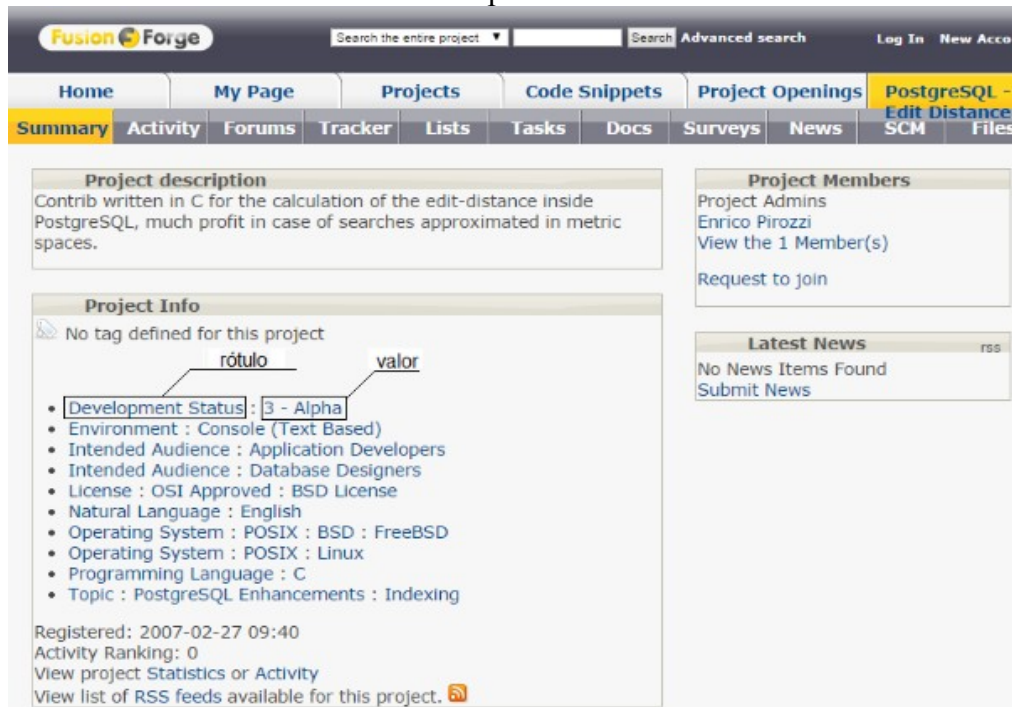 Fusion Forge
Search the entire project Search Advanced search Log In New Acco
Home My Page Projects Code Snippets Project Openings PostgreSQL - Edit Distance
Summary Activity Forums Tracker Lists Tasks Docs Surveys News SCM Files
Project description
Contrib written in C for the calculation of the edit-distance inside
PostgreSQL, much profit in case of searches approximated in metric
spaces.
Project Members
Project Admins
Enrico Pirozzi
View the 1 Member(s)
Request to join
Project Info
No tag defined for this project
rótulo valor
Development Status : 3 - Alpha
Environment : Console (Text Based)
Intended Audience : Application Developers
Intended Audience : Database Designers
License : OSI Approved : BSD License
Natural Language : English
Operating System : POSIX : BSD : FreeBSD
Operating System : POSIX : Linux
Programming Language : C
Topic : PostgreSQL Enhancements : Indexing
Registered: 2007-02-27 09:40
Activity Ranking: 0
View project Statistics or Activity
View list of RSS feeds available for this project.
Latest News rss
No News Items Found
Submit News